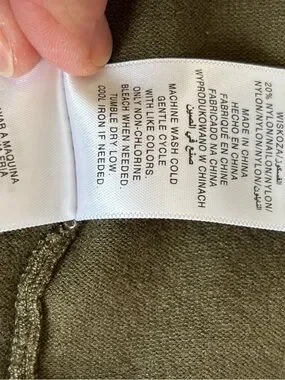 WISKOZA/الفسكوز
20% NYLON/NAILON/NYLON/
NYLON/NYLON/NYLON/
MADE IN CHINA
HECHO EN CHINA
FABRIQUÉ EN CHINE
FABRICADO NA CHINA
صنع في الصين
WYPRODUKOWANO W CHINACH
MACHINE WASH COLD
GENTLE CYCLE
WITH LIKE COLORS.
ONLY NON-CHLORINE
BLEACH WHEN NEEDED.
TUMBLE DRY LOW.
COOL IRON IF NEEDED.
A MAQUINA